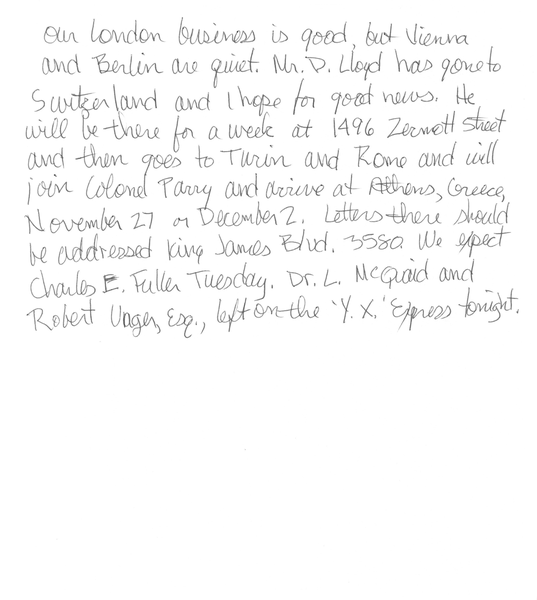 our London business is good, but Vienna
and Berlin are quiet. Mr. D. Lloyd has gone to
Switzerland and I hope for good news. He
will be there for a week at 1496 Zermott Street
and then goes to Turin and Rome and will
join Colonel Parry and arrive at Athens, Greece,
November 27 or December 2. Letters there should
be addressed King James Blvd. 3580. We expect
Charles E. Fuller Tuesday. Dr. L. McQuaid and
Robert Unger, Esq., left on the 'Y. X.' Express tonight.